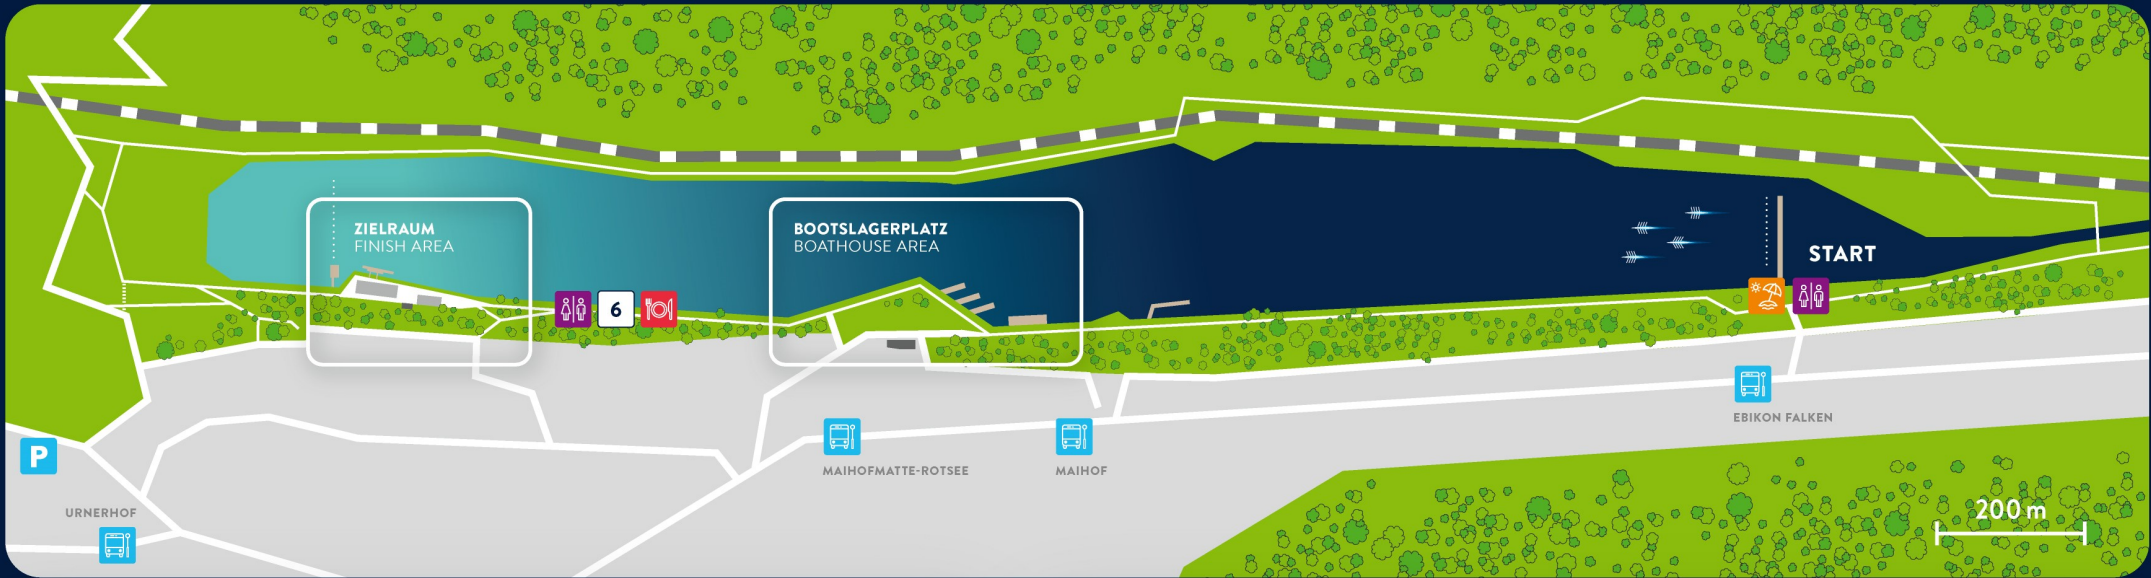 ZIELRAUM
FINISH AREA
BOOTSLAGERPLATZ
BOATHOUSE AREA
START
6
EBIKON FALKEN
P
MAIHOFMATTE-ROTSEE
MAIHOF
URNERHOF
200 m